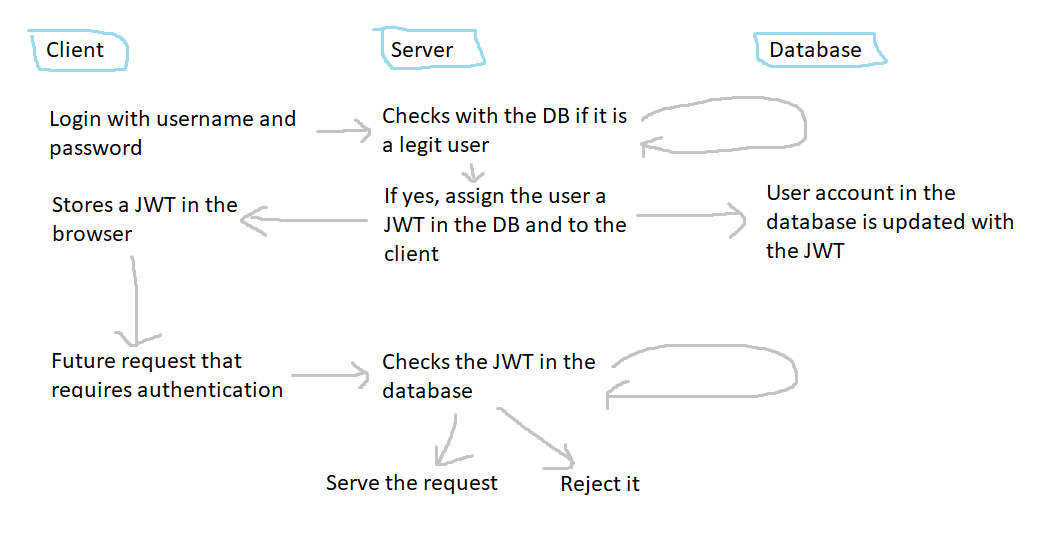 Client
Server
Database
Login with username and
password
Checks with the DB if it is
a legit user
Stores a JWT in the
browser
If yes, assign the user a
JWT in the DB and to the
client
User account in the
database is updated with
the JWT
Future request that
requires authentication
Checks the JWT in the
database
Serve the request
Reject it